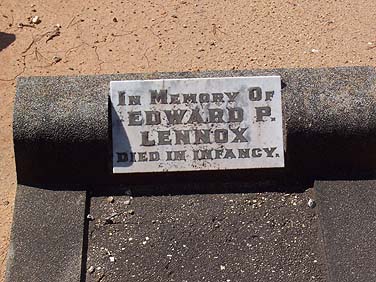 In Memory Of
EDWARD P.
LENNOX
DIED IN INFANCY.